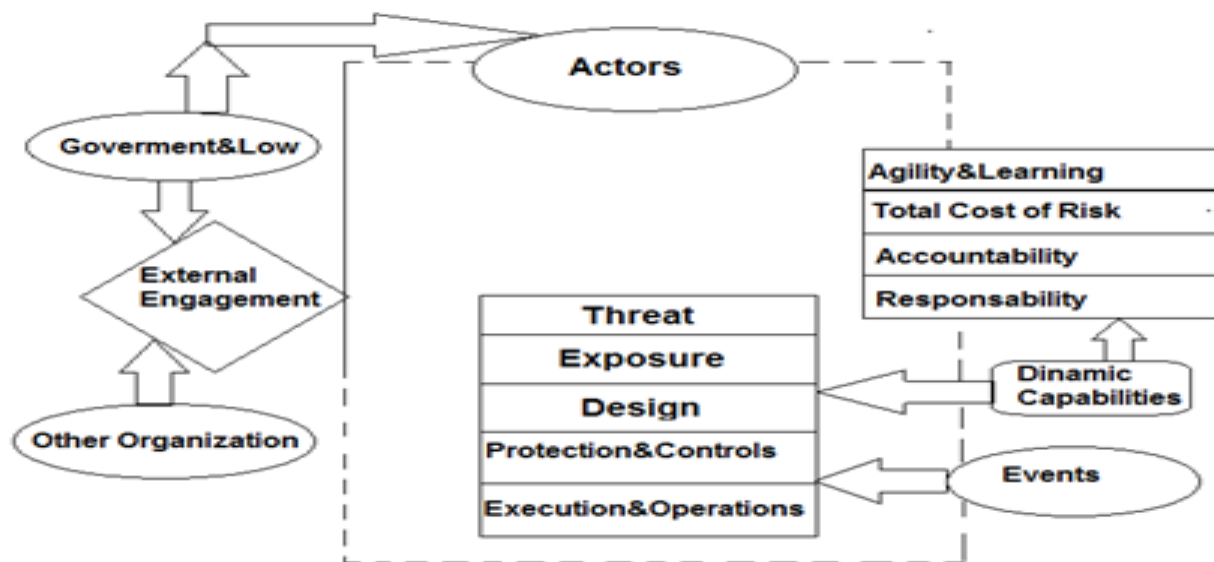 Actors
Goverment&Low
Agility&Learning
Total Cost of Risk
Accountability
Responsability
External
Engagement
Threat
Exposure
Design
Protection&Controls
Execution&Operations
Dinamic
Capabilities
Other Organization
Events